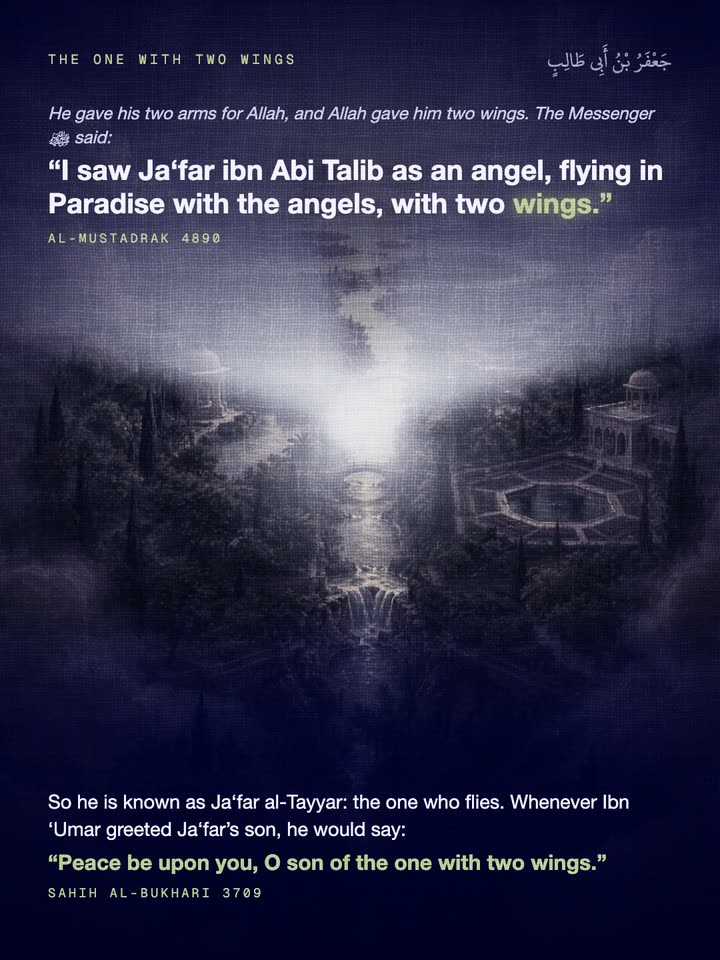 THE ONE WITH TWO WINGS
جَعْفَرُ بْنُ أَبِي طَالِبٍ
He gave his two arms for Allah, and Allah gave him two wings. The Messenger
ﷺ said:
“I saw Ja‘far ibn Abi Talib as an angel, flying in
Paradise with the angels, with two wings.”
AL-MUSTADRAK 4890
So he is known as Ja‘far al-Tayyar: the one who flies. Whenever Ibn
‘Umar greeted Ja‘far’s son, he would say:
“Peace be upon you, O son of the one with two wings.”
SAHIH AL-BUKHARI 3709